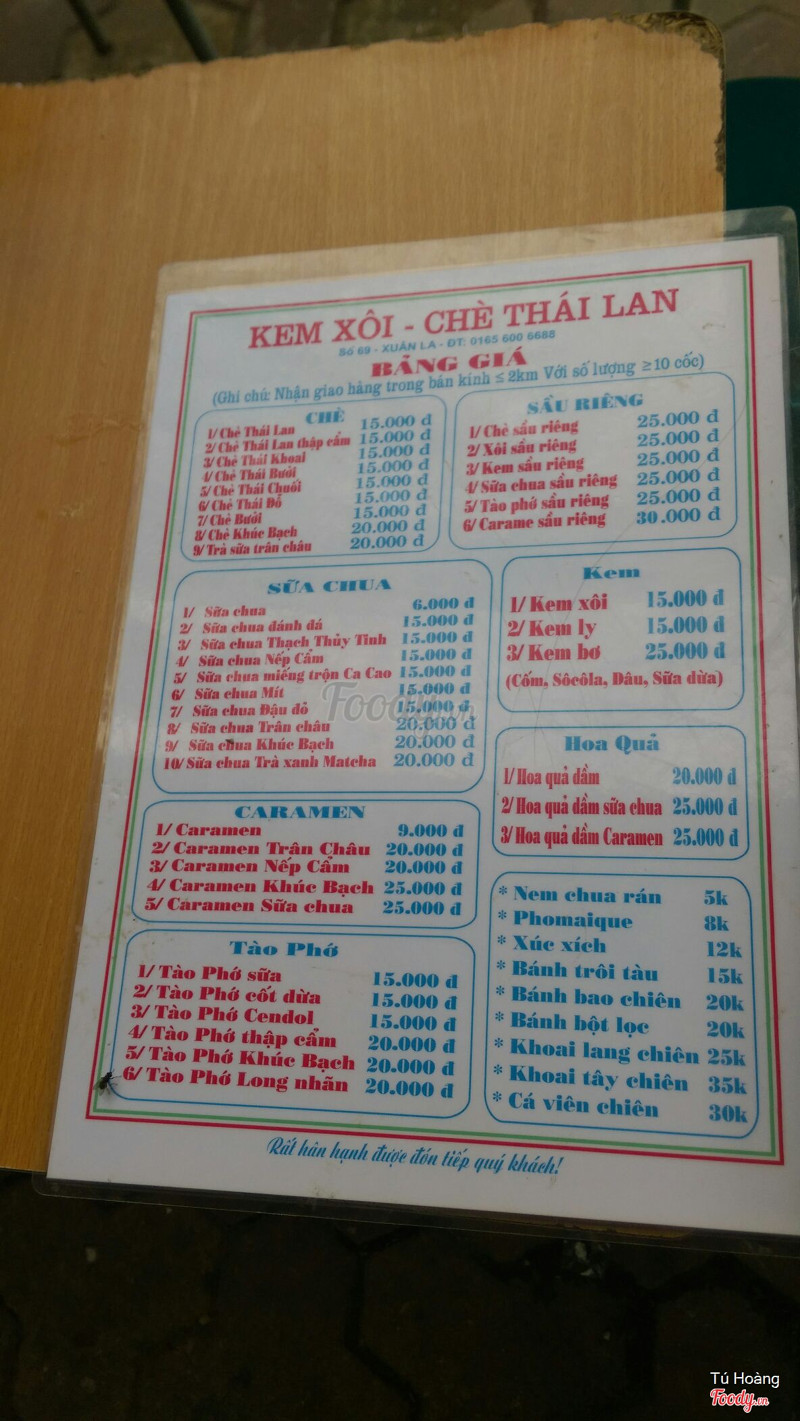 KEM XÔI - CHÈ THÁI LAN
Số 69 - XUÂN LA - ĐT: 0165 600 6688
BẢNG GIÁ
(Ghi chú: Nhận giao hàng trong bán kính ≤ 2km Với số lượng ≥ 10 cốc)
CHÈ
1/ Chè Thái Lan 15.000 đ
2/ Chè Thái Lan thập cẩm 15.000 đ
3/ Chè Thái Khoai 15.000 đ
4/ Chè Thái Bưởi 15.000 đ
5/ Chè Thái Chuối 15.000 đ
6/ Chè Thái Đỗ 15.000 đ
7/ Chè Bưởi 15.000 đ
8/ Chè Khúc Bạch 20.000 đ
9/ Trà sữa trân châu 20.000 đ
SẦU RIÊNG
1/ Chè sầu riêng 25.000 đ
2/ Xôi sầu riêng 25.000 đ
3/ Kem sầu riêng 25.000 đ
4/ Sữa chua sầu riêng 25.000 đ
5/ Tào phớ sầu riêng 25.000 đ
6/ Carame sầu riêng 30.000 đ
SỮA CHUA
1/ Sữa chua 6.000 đ
2/ Sữa chua đánh đá 15.000 đ
3/ Sữa chua Thạch Thủy Tinh 15.000 đ
4/ Sữa chua Nếp Cẩm 15.000 đ
5/ Sữa chua miếng trộn Ca Cao 15.000 đ
6/ Sữa chua Mít 15.000 đ
7/ Sữa chua Đậu đỏ 15.000 đ
8/ Sữa chua Trân châu 20.000 đ
9/ Sữa chua Khúc Bạch 20.000 đ
10/ Sữa chua Trà xanh Matcha 20.000 đ
Kem
1/ Kem xôi 15.000 đ
2/ Kem ly 15.000 đ
3/ Kem bơ 25.000 đ
(Cốm, Sôcôla, Dâu, Sữa dừa)
Hoa Quả
1/ Hoa quả dầm 20.000 đ
2/ Hoa quả dầm sữa chua 25.000 đ
3/ Hoa quả dầm Caramen 25.000 đ
CARAMEN
1/ Caramen 9.000 đ
2/ Caramen Trân Châu 20.000 đ
3/ Caramen Nếp Cẩm 20.000 đ
4/ Caramen Khúc Bạch 25.000 đ
5/ Caramen Sữa chua 25.000 đ
Tào Phớ
1/ Tào Phớ sữa 15.000 đ
2/ Tào Phớ cốt dừa 15.000 đ
3/ Tào Phớ Cendol 15.000 đ
4/ Tào Phớ thập cẩm 20.000 đ
5/ Tào Phớ Khúc Bạch 20.000 đ
6/ Tào Phớ Long nhãn 20.000 đ
* Nem chua rán 5k
* Phomaique 8k
* Xúc xích 12k
* Bánh trôi tàu 15k
* Bánh bao chiên 20k
* Bánh bột lọc 20k
* Khoai lang chiên 25k
* Khoai tây chiên 35k
* Cá viên chiên 30k
Rất hân hạnh được đón tiếp quý khách!
Foody.vn
Tú Hoàng
Foody.vn